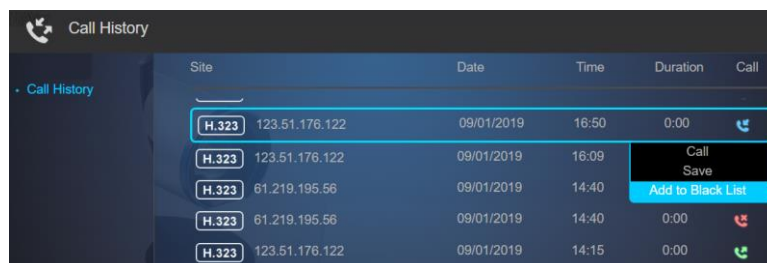 Call History
Site Date Time Duration Call
• Call History
H.323 123.51.176.122 09/01/2019 16:50 0:00
H.323 123.51.176.122 09/01/2019 16:09 Call
Save
H.323 61.219.195.56 09/01/2019 14:40 Add to Black List
H.323 61.219.195.56 09/01/2019 14:40 0:00
H.323 123.51.176.122 09/01/2019 14:15 0:00